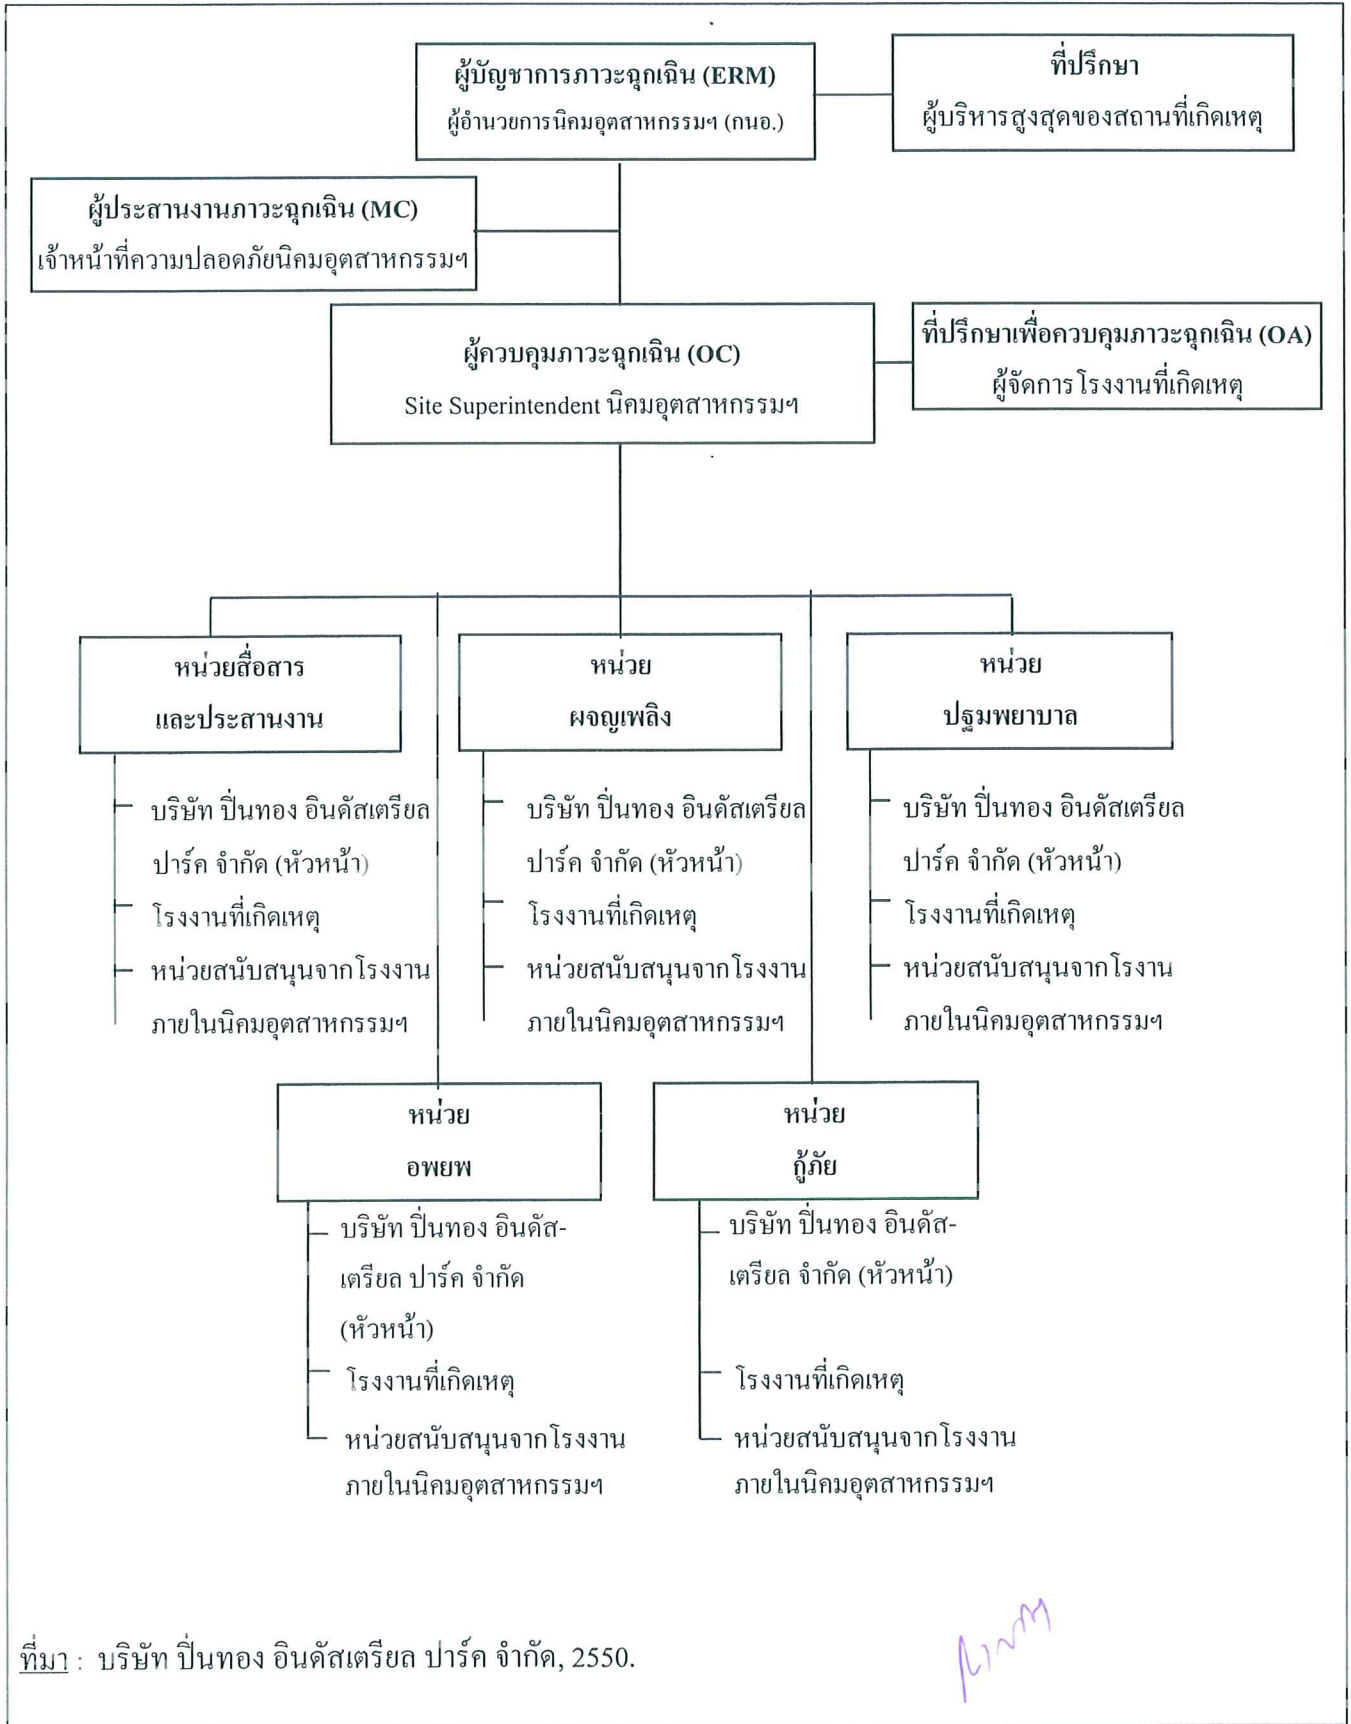 ผู้บัญชาการภาวะฉุกเฉิน (ERM)
ผู้อำนวยการนิคมอุตสาหกรรมฯ (กนอ.)
ที่ปรึกษา
ผู้บริหารสูงสุดของสถานที่เกิดเหตุ
ผู้ประสานงานภาวะฉุกเฉิน (MC)
เจ้าหน้าที่ความปลอดภัยนิคมอุตสาหกรรมฯ
ผู้ควบคุมภาวะฉุกเฉิน (OC)
Site Superintendent นิคมอุตสาหกรรมฯ
ที่ปรึกษาเพื่อควบคุมภาวะฉุกเฉิน (OA)
ผู้จัดการโรงงานที่เกิดเหตุ
หน่วยสื่อสาร
และประสานงาน
บริษัท ปิ่นทอง อินดัสเตรียล
ปาร์ค จำกัด (หัวหน้า)
โรงงานที่เกิดเหตุ
หน่วยสนับสนุนจากโรงงาน
ภายในนิคมอุตสาหกรรมฯ
หน่วย
ผจญเพลิง
บริษัท ปิ่นทอง อินดัสเตรียล
ปาร์ค จำกัด (หัวหน้า)
โรงงานที่เกิดเหตุ
หน่วยสนับสนุนจากโรงงาน
ภายในนิคมอุตสาหกรรมฯ
หน่วย
ปฐมพยาบาล
บริษัท ปิ่นทอง อินดัสเตรียล
ปาร์ค จำกัด (หัวหน้า)
โรงงานที่เกิดเหตุ
หน่วยสนับสนุนจากโรงาน
ภายในนิคมอุตสาหกรรมฯ
หน่วย
อพยพ
บริษัท ปิ่นทอง อินดัส-
เตรียล ปาร์ค จำกัด
(หัวหน้า)
โรงงานที่เกิดเหตุ
หน่วยสนับสนุนจากโรงงาน
ภายในนิคมอุตสาหกรรมฯ
หน่วย
กู้ภัย
บริษัท ปิ่นทอง อินดัส-
เตรียล จำกัด (หัวหน้า)
โรงงานที่เกิดเหตุ
หน่วยสนับสนุนจากโรงงาน
ภายในนิคมอุตสาหกรรมฯ
ที่มา : บริษัท ปิ่นทอง อินดัสเตรียล ปาร์ค จำกัด, 2550.